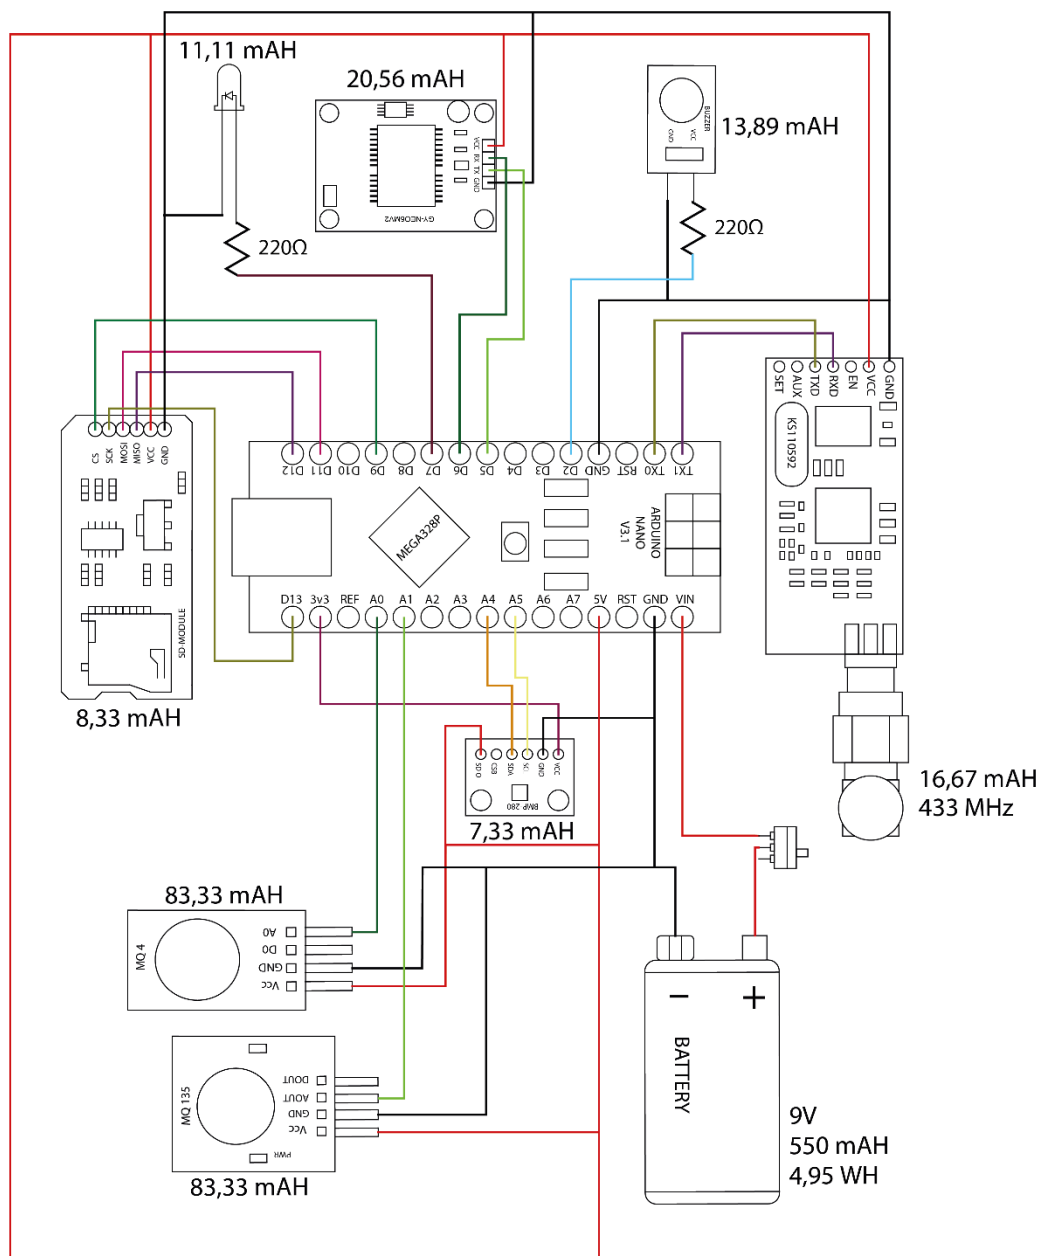 11,11 mAH
20,56 mAH
VCC
RX
TX
GND
GY-NEO6MV2
BUZZER
GND
VCC
13,89 mAH
220Ω
220Ω
SET
AUX
TXD
RXD
EN
VCC
GND
KS110592
CS
SCK
MOSI
MISO
VCC
GND
SD-MODULE
8,33 mAH
D12
D11
D10
D9
D8
D7
D6
D5
D4
D3
D2
GND
RST
TX0
TX1
MEGA328P
ARDUINO
NANO
V3.1
D13
3v3
REF
A0
A1
A2
A3
A4
A5
A6
A7
5V
RST
GND
VIN
SD O
CSB
SDA
GND
VCC
BMP 280
7,33 mAH
16,67 mAH
433 MHz
83,33 mAH
MQ 4
A0
D0
GND
Vcc
MQ 135
DOUT
AOUT
GND
Vcc
PWR
83,33 mAH
−
+
BATTERY
9V
550 mAH
4,95 WH